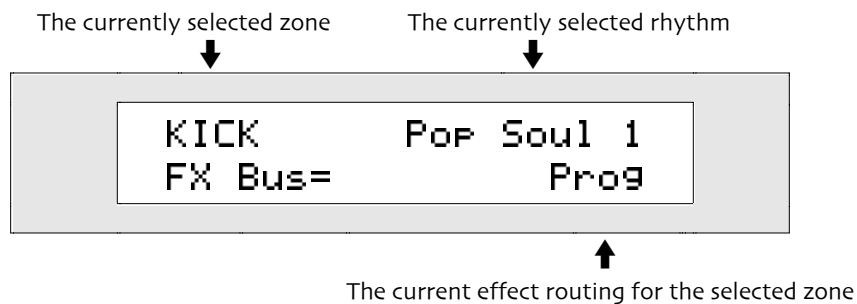 The currently selected zone
The currently selected rhythm
KICK Pop Soul 1
FX Bus= Prog
The current effect routing for the selected zone